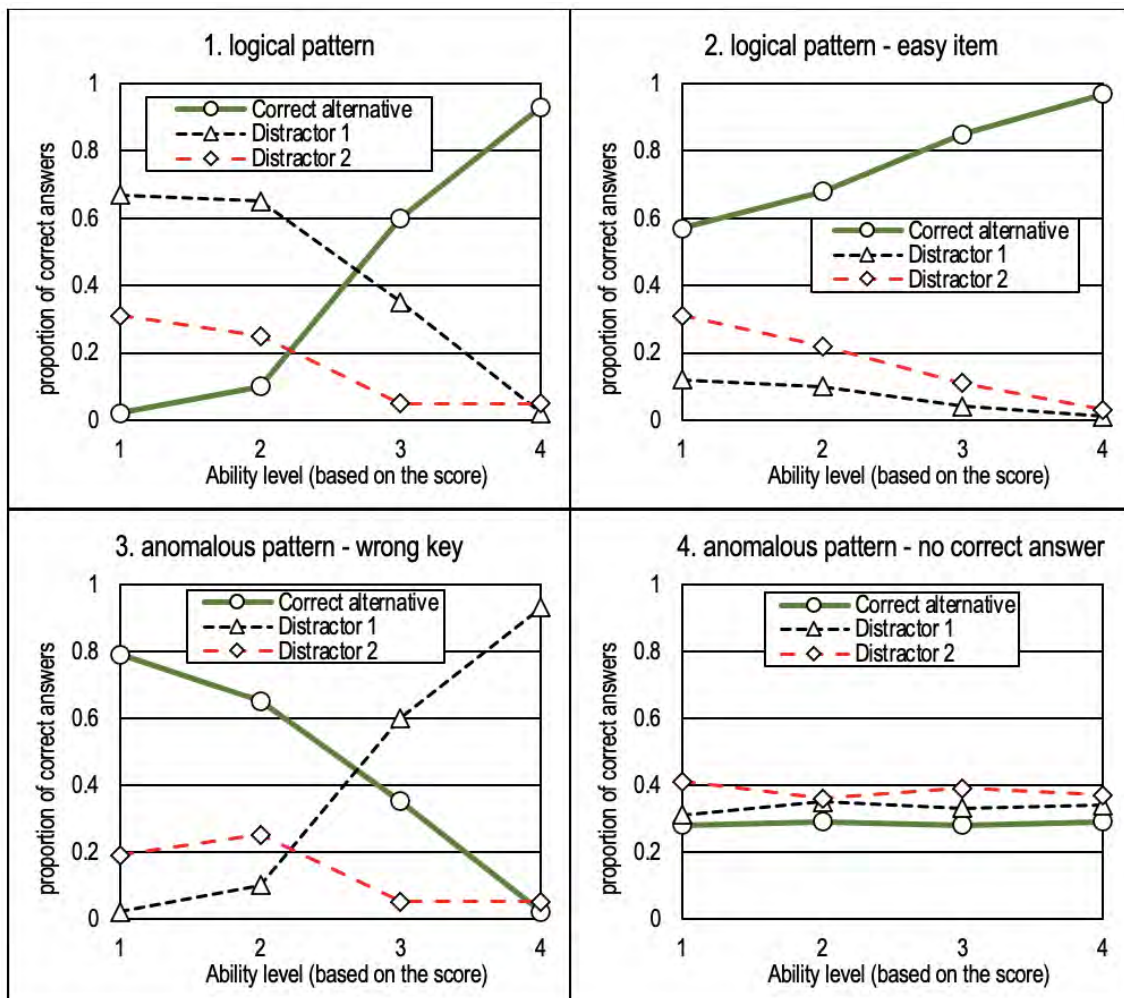 1. logical pattern
proportion of correct answers
1
0.8
0.6
0.4
0.2
0
Correct alternative
Distractor 1
Distractor 2
1 2 3 4
Ability level (based on the score)
2. logical pattern - easy item
proportion of correct answers
1
0.8
0.6
0.4
0.2
0
Correct alternative
Distractor 1
Distractor 2
1 2 3 4
Ability level (based on the score)
3. anomalous pattern - wrong key
proportion of correct answers
1
0.8
0.6
0.4
0.2
0
Correct alternative
Distractor 1
Distractor 2
1 2 3 4
Ability level (based on the score)
4. anomalous pattern - no correct answer
proportion of correct answers
1
0.8
0.6
0.4
0.2
0
Correct alternative
Distractor 1
Distractor 2
1 2 3 4
Ability level (based on the score)